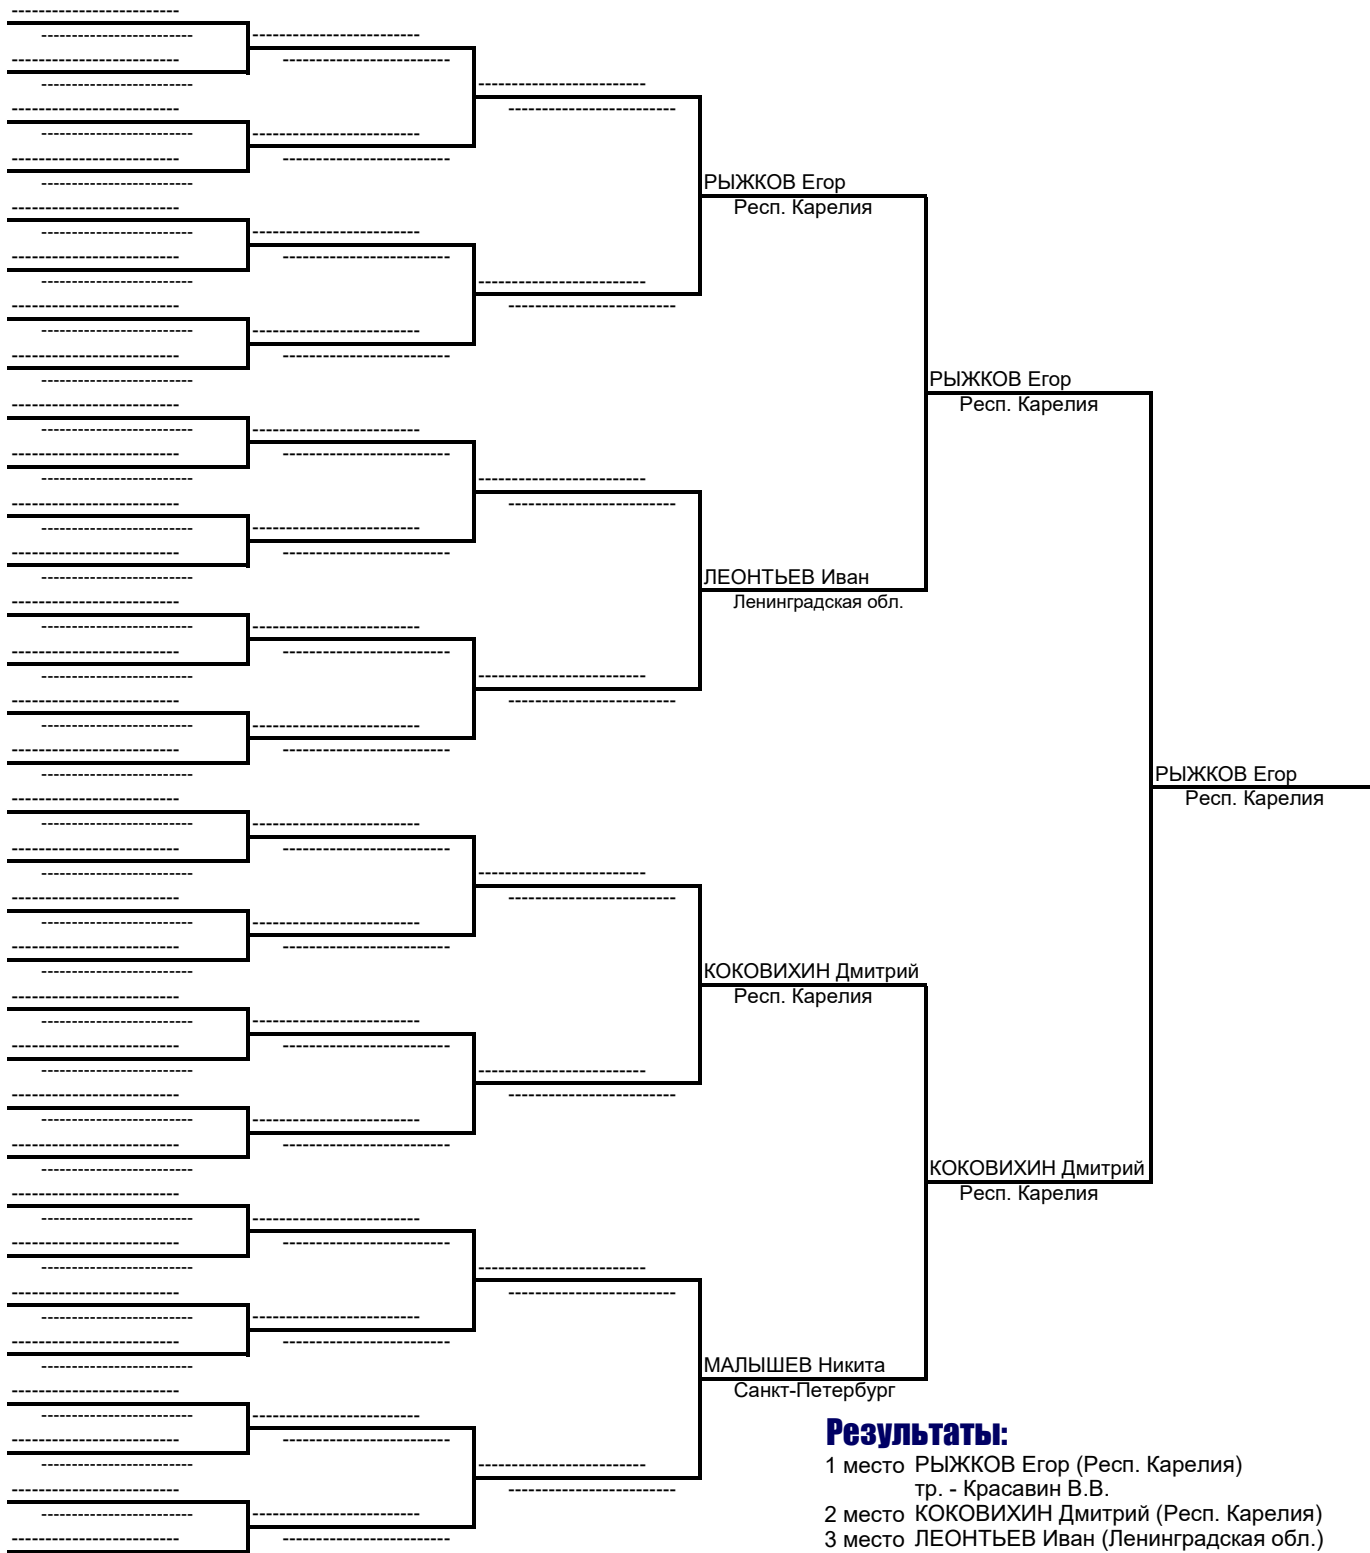 РЫЖКОВ Егор
Респ. Карелия
РЫЖКОВ Егор
Респ. Карелия
ЛЕОНТЬЕВ Иван
Ленинградская обл.
РЫЖКОВ Егор
Респ. Карелия
КОКОВИХИН Дмитрий
Респ. Карелия
КОКОВИХИН Дмитрий
Респ. Карелия
МАЛЫШЕВ Никита
Санкт-Петербург
Результаты:
1 место РЫЖКОВ Егор (Респ. Карелия)
тр. - Красавин В.В.
2 место КОКОВИХИН Дмитрий (Респ. Карелия)
3 место ЛЕОНТЬЕВ Иван (Ленинградская обл.)